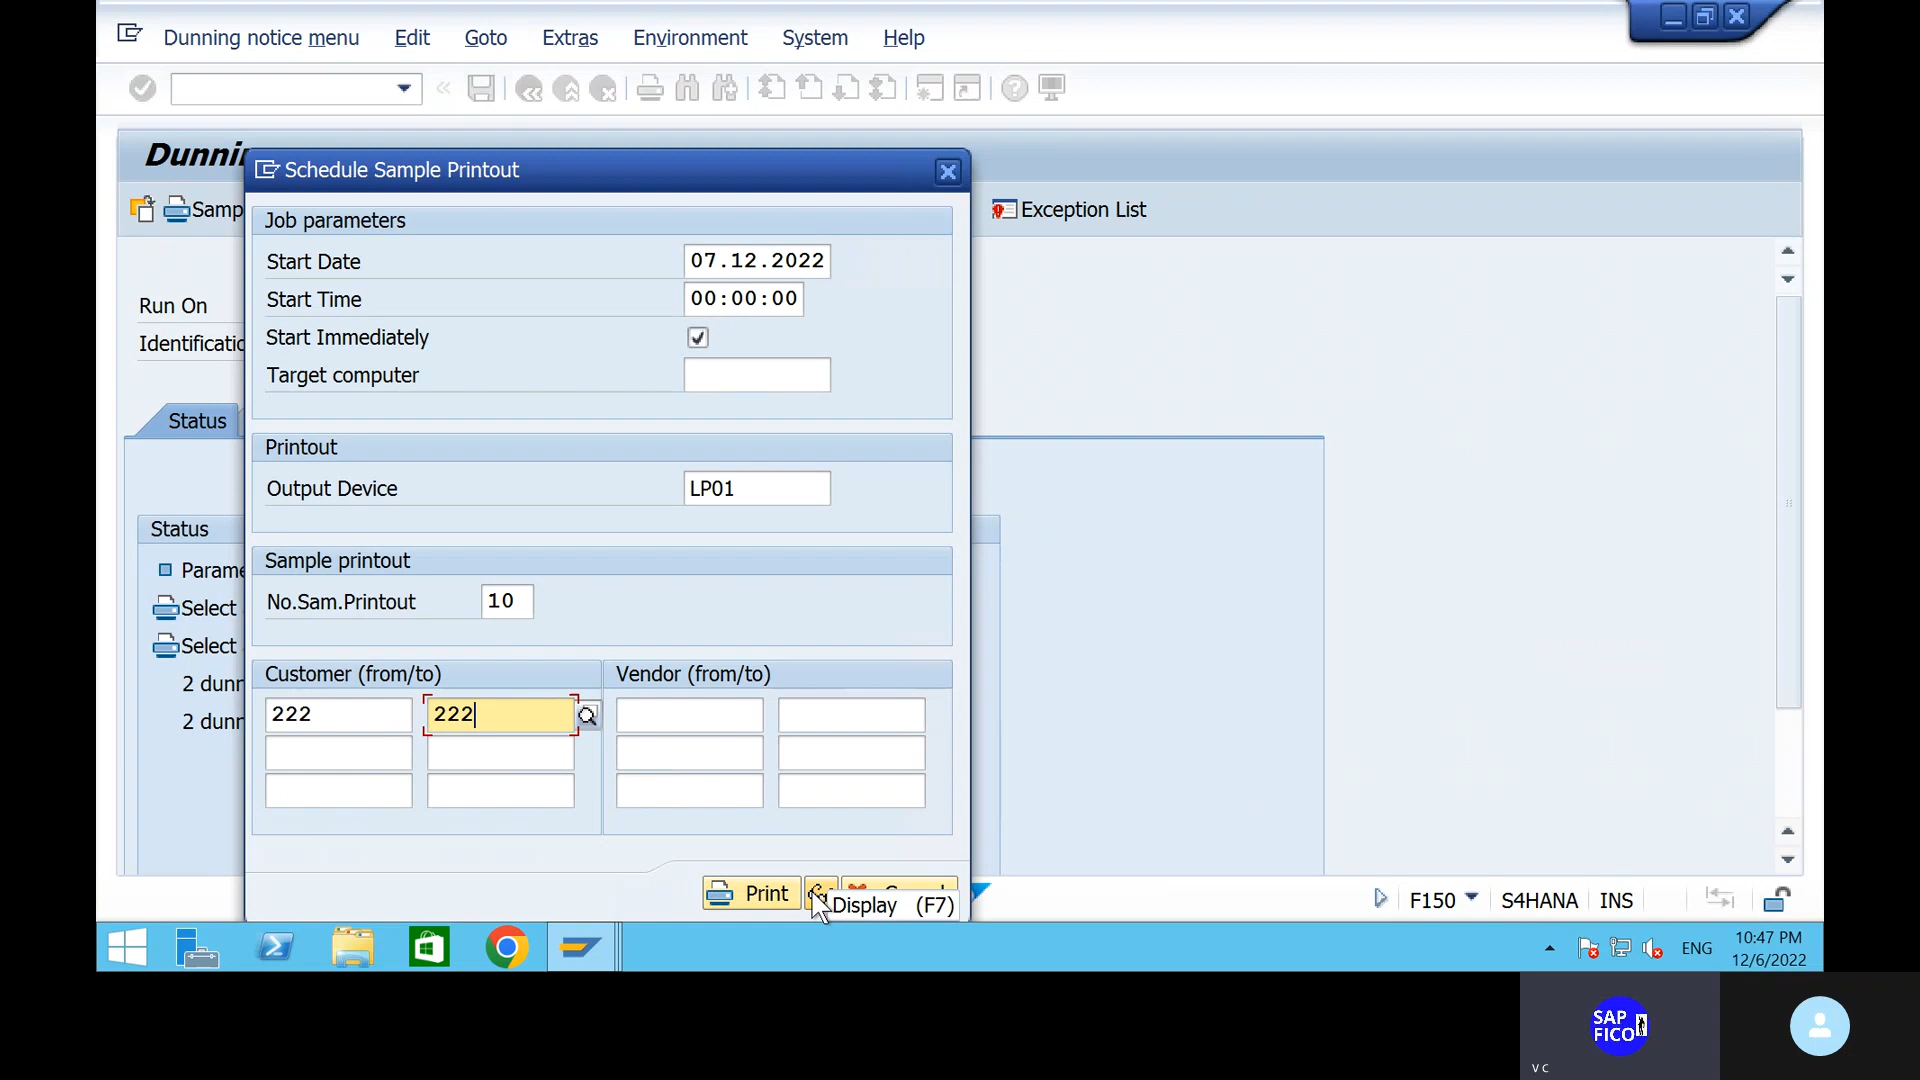 Dunning notice menu Edit Goto Extras Environment System Help
Dunnin
Schedule Sample Printout
Samp
Exception List
Job parameters
Start Date 07.12.2022
Run On
Start Time 00:00:00
Identificatio
Start Immediately
Target computer
Status
Printout
Output Device LP01
Status
Sample printout
Parame
Select
No.Sam.Printout 10
Select
Customer (from/to) Vendor (from/to)
2 dunn
222 222
2 dunn
Print
Display (F7)
F150 S4HANA INS
ENG
10:47 PM
12/6/2022
SAP
FICO
V C